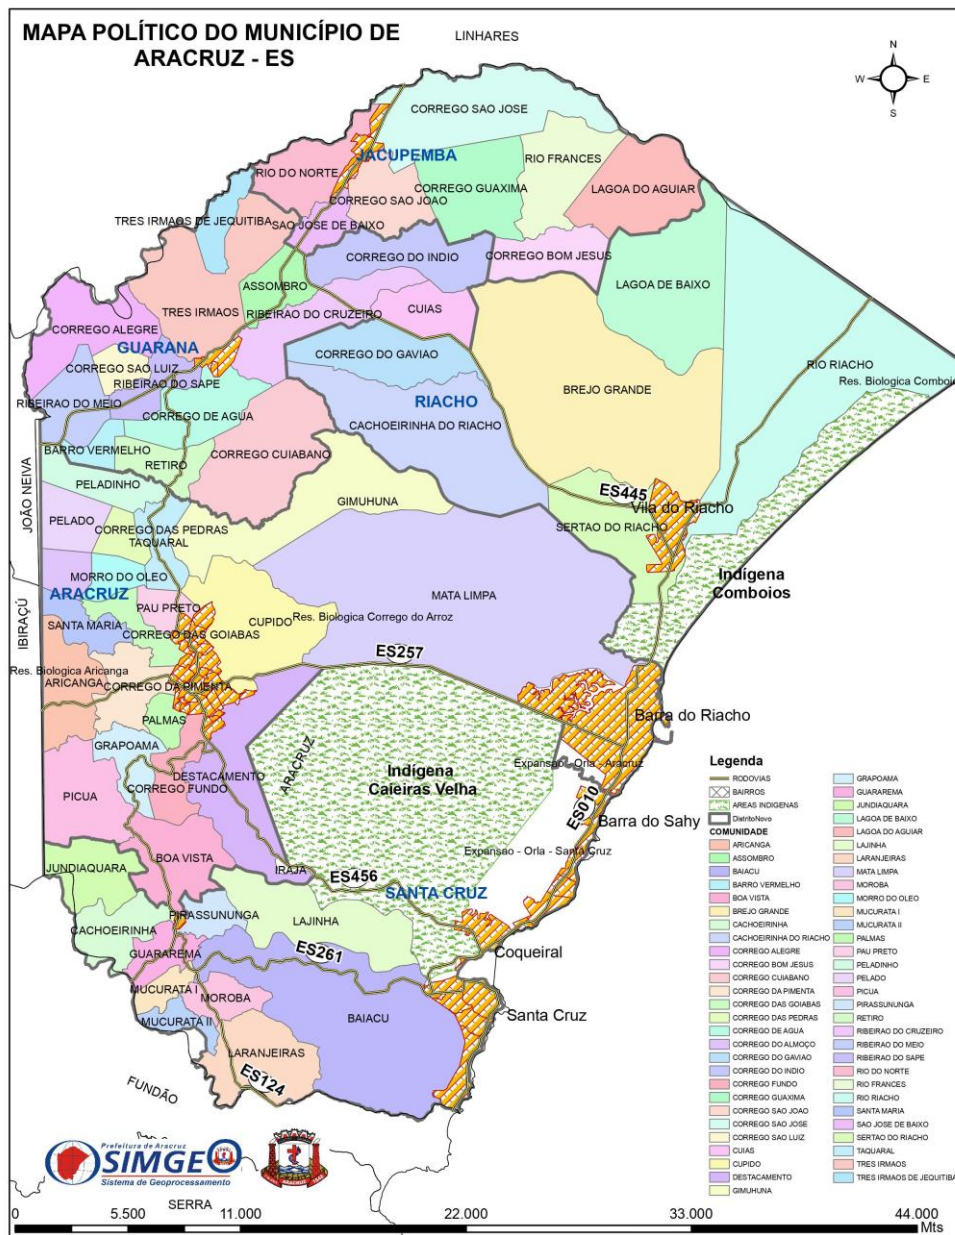 MAPA POLÍTICO DO MUNICÍPIO DE
ARACRUZ - ES
LINHARES
N
W
E
S
CORREGO SAO JOSE
JACUPEMBA
RIO FRANCES
RIO DO NORTE
CORREGO GUAXIMA
LAGOA DO AGUIAR
CORREGO SAO JOAO
TRES IRMAOS DE JEQUITIBA
SAO JOSE DE BAIXO
CORREGO DO INDIO
CORREGO BOM JESUS
ASSOMBRO
LAGOA DE BAIXO
TRES IRMAOS
RIBEIRAO DO CRUZEIRO
CUIAS
CORREGO ALEGRE
GUARANA
CORREGO DO GAVIAO
RIO RIACHO
CORREGO SAO LUIZ
RIBEIRAO DO SAPE
Res. Biologica Comboio
BREJO GRANDE
RIBEIRAO DO MEIO
RIACHO
CORREGO DE AGUA
CACHOEIRINHA DO RIACHO
BARRO VERMELHO
RETIRO
CORREGO CUIABANO
JOÃO NEIVA
PELADINHO
GIMUHUNA
ES445
Vila do Riacho
PELADO
CORREGO DAS PEDRAS
SERTAO DO RIACHO
TAQUARAL
MORRO DO OLEO
Indígena
Comboios
ARACRUZ
MATA LIMPA
IBIRAÇÚ
PAU PRETO
SANTA MARIA
CUPIDO
Res. Biologica Corrego do Arroz
CORREGO DAS GOIABAS
ES257
Res. Biologica Aricanga
ARICANGA
CORREGO DA PIMENTA
PALMAS
Barra do Riacho
GRAPOAMA
ARACRUZ
Expansao - Orla - Aracruz
Indígena
Caieiras Velha
DESTACAMENTO
CORREGO FUNDO
PICUA
ES010
Barra do Sahy
BOA VISTA
Expansao - Orla - Santa Cruz
JUNDIAQUARA
IRAJA
ES456
SANTA CRUZ
PIRASSUNUNGA
LAJINHA
CACHOEIRINHA
GUARAREMA
ES261
Coqueiral
MUCURATA I
MOROBA
BAIACU
Santa Cruz
MUCURATA II
LARANJEIRAS
ES124
FUNDÃO
Legenda
RODOVIAS
BAIRROS
AREAS INDIGENAS
DistritoNovo
COMUNIDADE
ARICANGA
ASSOMBRO
BAIACU
BARRO VERMELHO
BOA VISTA
BREJO GRANDE
CACHOEIRINHA
CACHOEIRINHA DO RIACHO
CORREGO ALEGRE
CORREGO BOM JESUS
CORREGO CUIABANO
CORREGO DA PIMENTA
CORREGO DAS GOIABAS
CORREGO DAS PEDRAS
CORREGO DE AGUA
CORREGO DO ALMOÇO
CORREGO DO GAVIAO
CORREGO DO INDIO
CORREGO FUNDO
CORREGO GUAXIMA
CORREGO SAO JOAO
CORREGO SAO JOSE
CORREGO SAO LUIZ
CUIAS
CUPIDO
DESTACAMENTO
GIMUHUNA
GRAPOAMA
GUARAREMA
JUNDIAQUARA
LAGOA DE BAIXO
LAGOA DO AGUIAR
LAJINHA
LARANJEIRAS
MATA LIMPA
MOROBA
MORRO DO OLEO
MUCURATA I
MUCURATA II
PALMAS
PAU PRETO
PELADINHO
PELADO
PICUA
PIRASSUNUNGA
RETIRO
RIBEIRAO DO CRUZEIRO
RIBEIRAO DO MEIO
RIBEIRAO DO SAPE
RIO DO NORTE
RIO FRANCES
RIO RIACHO
SANTA MARIA
SAO JOSE DE BAIXO
SERTAO DO RIACHO
TAQUARAL
TRES IRMAOS
TRES IRMAOS DE JEQUITIBA
Prefeitura de Aracruz
SIMGEO
Sistema de Geoprocessamento
ARACRUZ
SERRA
0 5.500 11.000 22.000 33.000 44.000
Mts